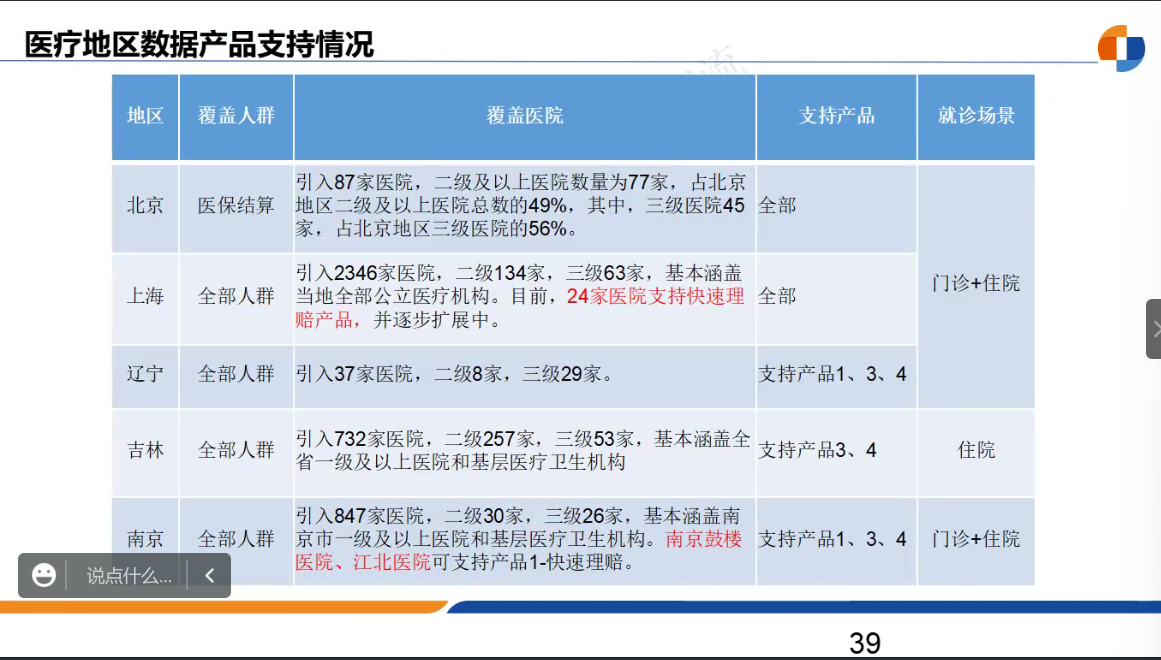 医疗地区数据产品支持情况
地区 覆盖人群 覆盖医院 支持产品 就诊场景
北京 医保结算 引入87家医院，二级及以上医院数量为77家，占北京
地区二级及以上医院总数的49%，其中，三级医院45
家，占北京地区三级医院的56%。
全部
上海 全部人群 引入2346家医院，二级134家，三级63家，基本涵盖
当地全部公立医疗机构。目前，24家医院支持快速理
赔产品，并逐步扩展中。
全部
门诊+住院
辽宁 全部人群 引入37家医院，二级8家，三级29家。 支持产品1、3、4
吉林 全部人群 引入732家医院，二级257家，三级53家，基本涵盖全
省一级及以上医院和基层医疗卫生机构
支持产品3、4 住院
南京 全部人群 引入847家医院，二级30家，三级26家，基本涵盖南
京市一级及以上医院和基层医疗卫生机构。南京鼓楼
医院、江北医院可支持产品1-快速理赔。
支持产品1、3、4 门诊+住院
说点什么...
39